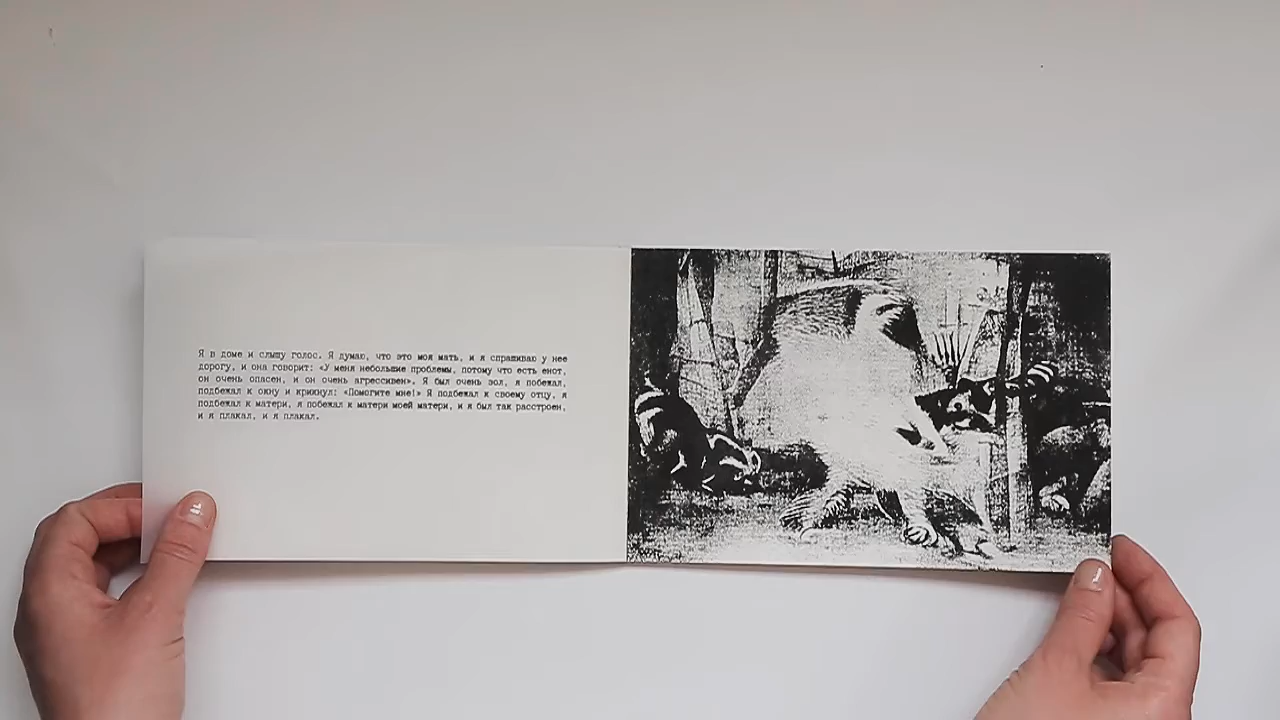 Я в доме и слышу голос. Я думаю, что это моя мать, и я спрашиваю у нее
дорогу, и она говорит: «У меня небольшие проблемы, потому что есть енот,
он очень опасен, и он очень агрессивен». Я был очень зол, я побежал,
подбежал к окну и крикнул: «Помогите мне!» Я подбежал к своему отцу, я
подбежал к матери, я побежал к матери моей матери, и я был так расстроен,
и я плакал, и я плакал.